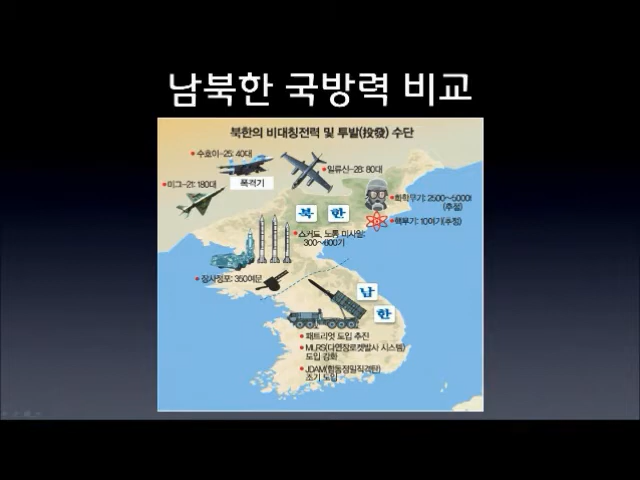 남북한 국방력 비교
북한의 비대칭전력 및 투발(投發) 수단
• 수호이-25: 40대
• 일류신-28: 80대
• 미그-21: 180대
폭격기
• 화학무기: 2500~5000t
(추정)
북 한
• 핵무기: 10여기(추정)
• 스커드, 노동 미사일:
300~600기
• 장사정포: 350여문
남
한
• 패트리엇 도입 추진
• MLRS(다연장로켓발사 시스템)
도입 강화
• JDAM(합동정밀직격탄)
조기 도입